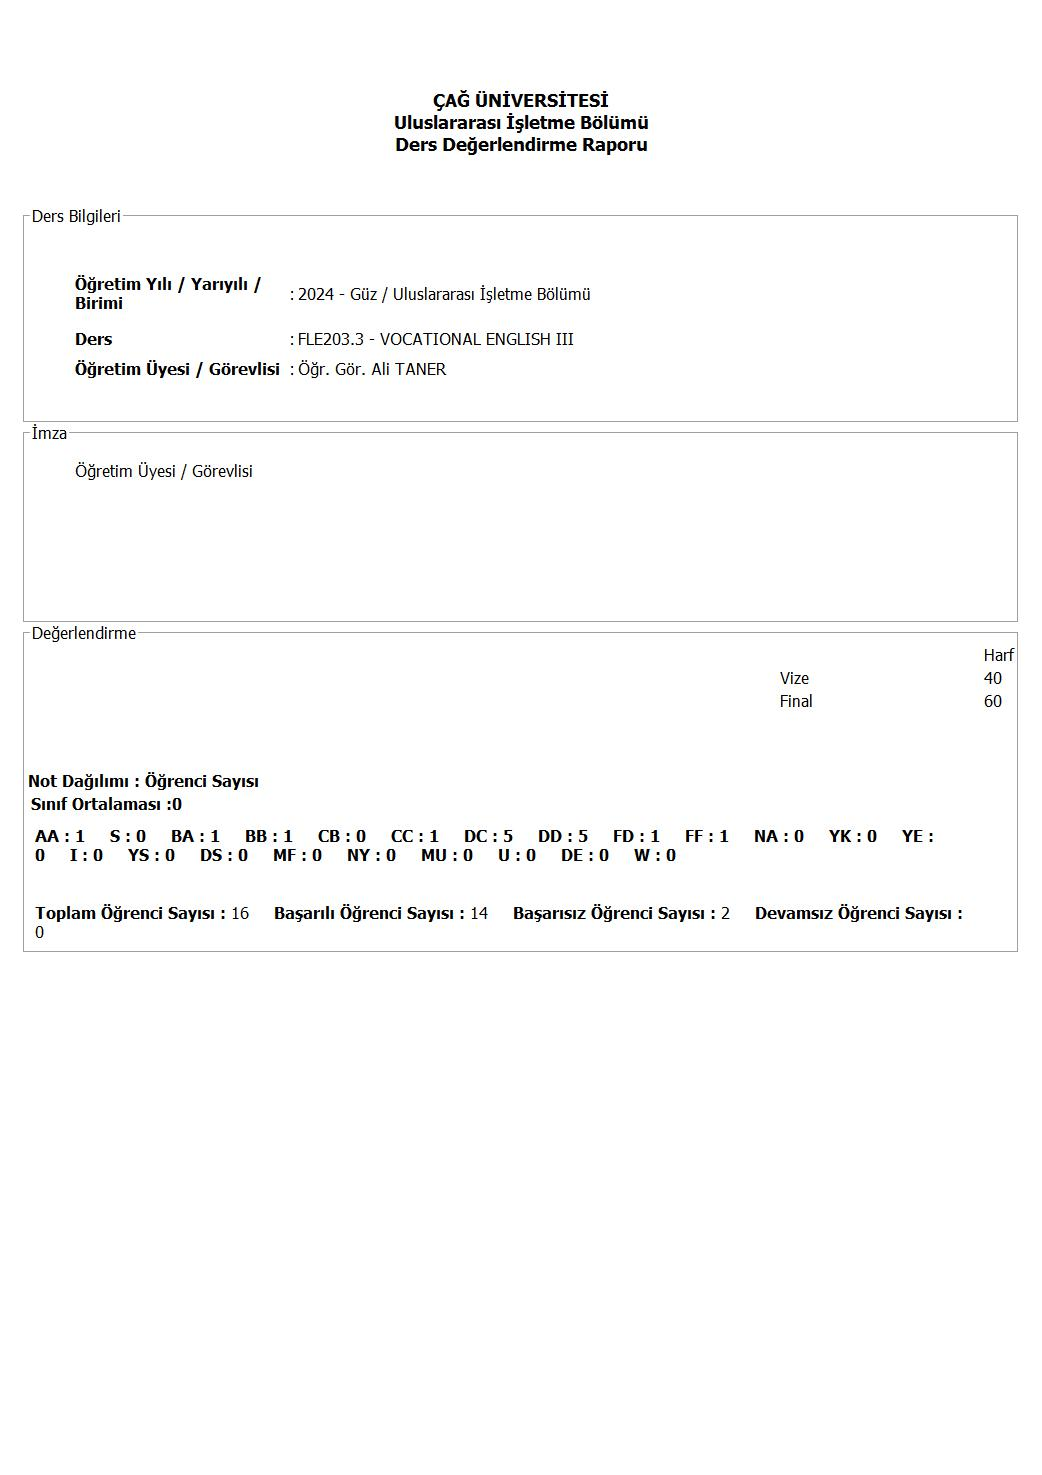 ÇAĞ ÜNİVERSİTESİ
Uluslararası İşletme Bölümü
Ders Değerlendirme Raporu
Ders Bilgileri
Öğretim Yılı / Yarıyılı /
Birimi
: 2024 - Güz / Uluslararası İşletme Bölümü
Ders : FLE203.3 - VOCATIONAL ENGLISH III
Öğretim Üyesi / Görevlisi : Öğr. Gör. Ali TANER
İmza
Öğretim Üyesi / Görevlisi
Değerlendirme
Harf
Vize 40
Final 60
Not Dağılımı : Öğrenci Sayısı
Sınıf Ortalaması :0
AA : 1 S : 0 BA : 1 BB : 1 CB : 0 CC : 1 DC : 5 DD : 5 FD : 1 FF : 1 NA : 0 YK : 0 YE :
0 I : 0 YS : 0 DS : 0 MF : 0 NY : 0 MU : 0 U : 0 DE : 0 W : 0
Toplam Öğrenci Sayısı : 16 Başarılı Öğrenci Sayısı : 14 Başarısız Öğrenci Sayısı : 2 Devamsız Öğrenci Sayısı :
0